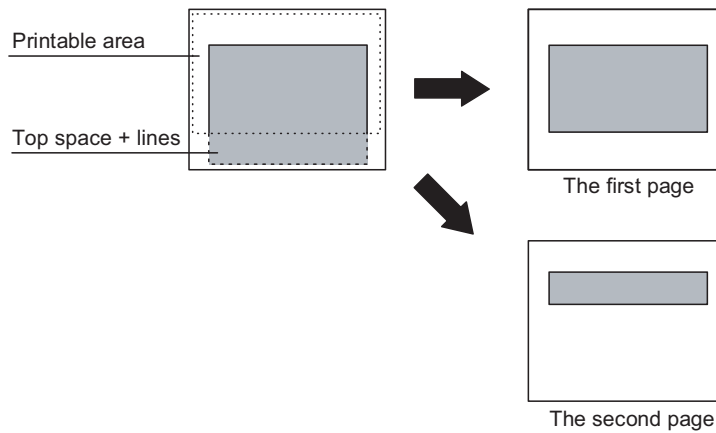 Printable area
Top space + lines
The first page
The second page